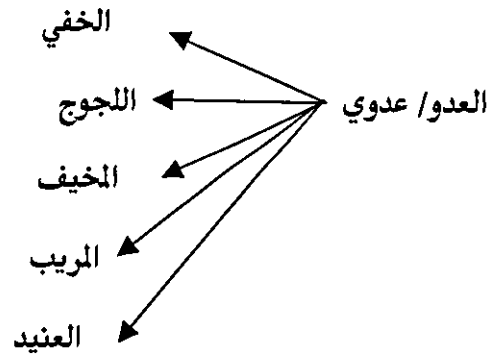 الخفي
العدو/ عدوي
اللجوج
المخيف
المريب
العنيد